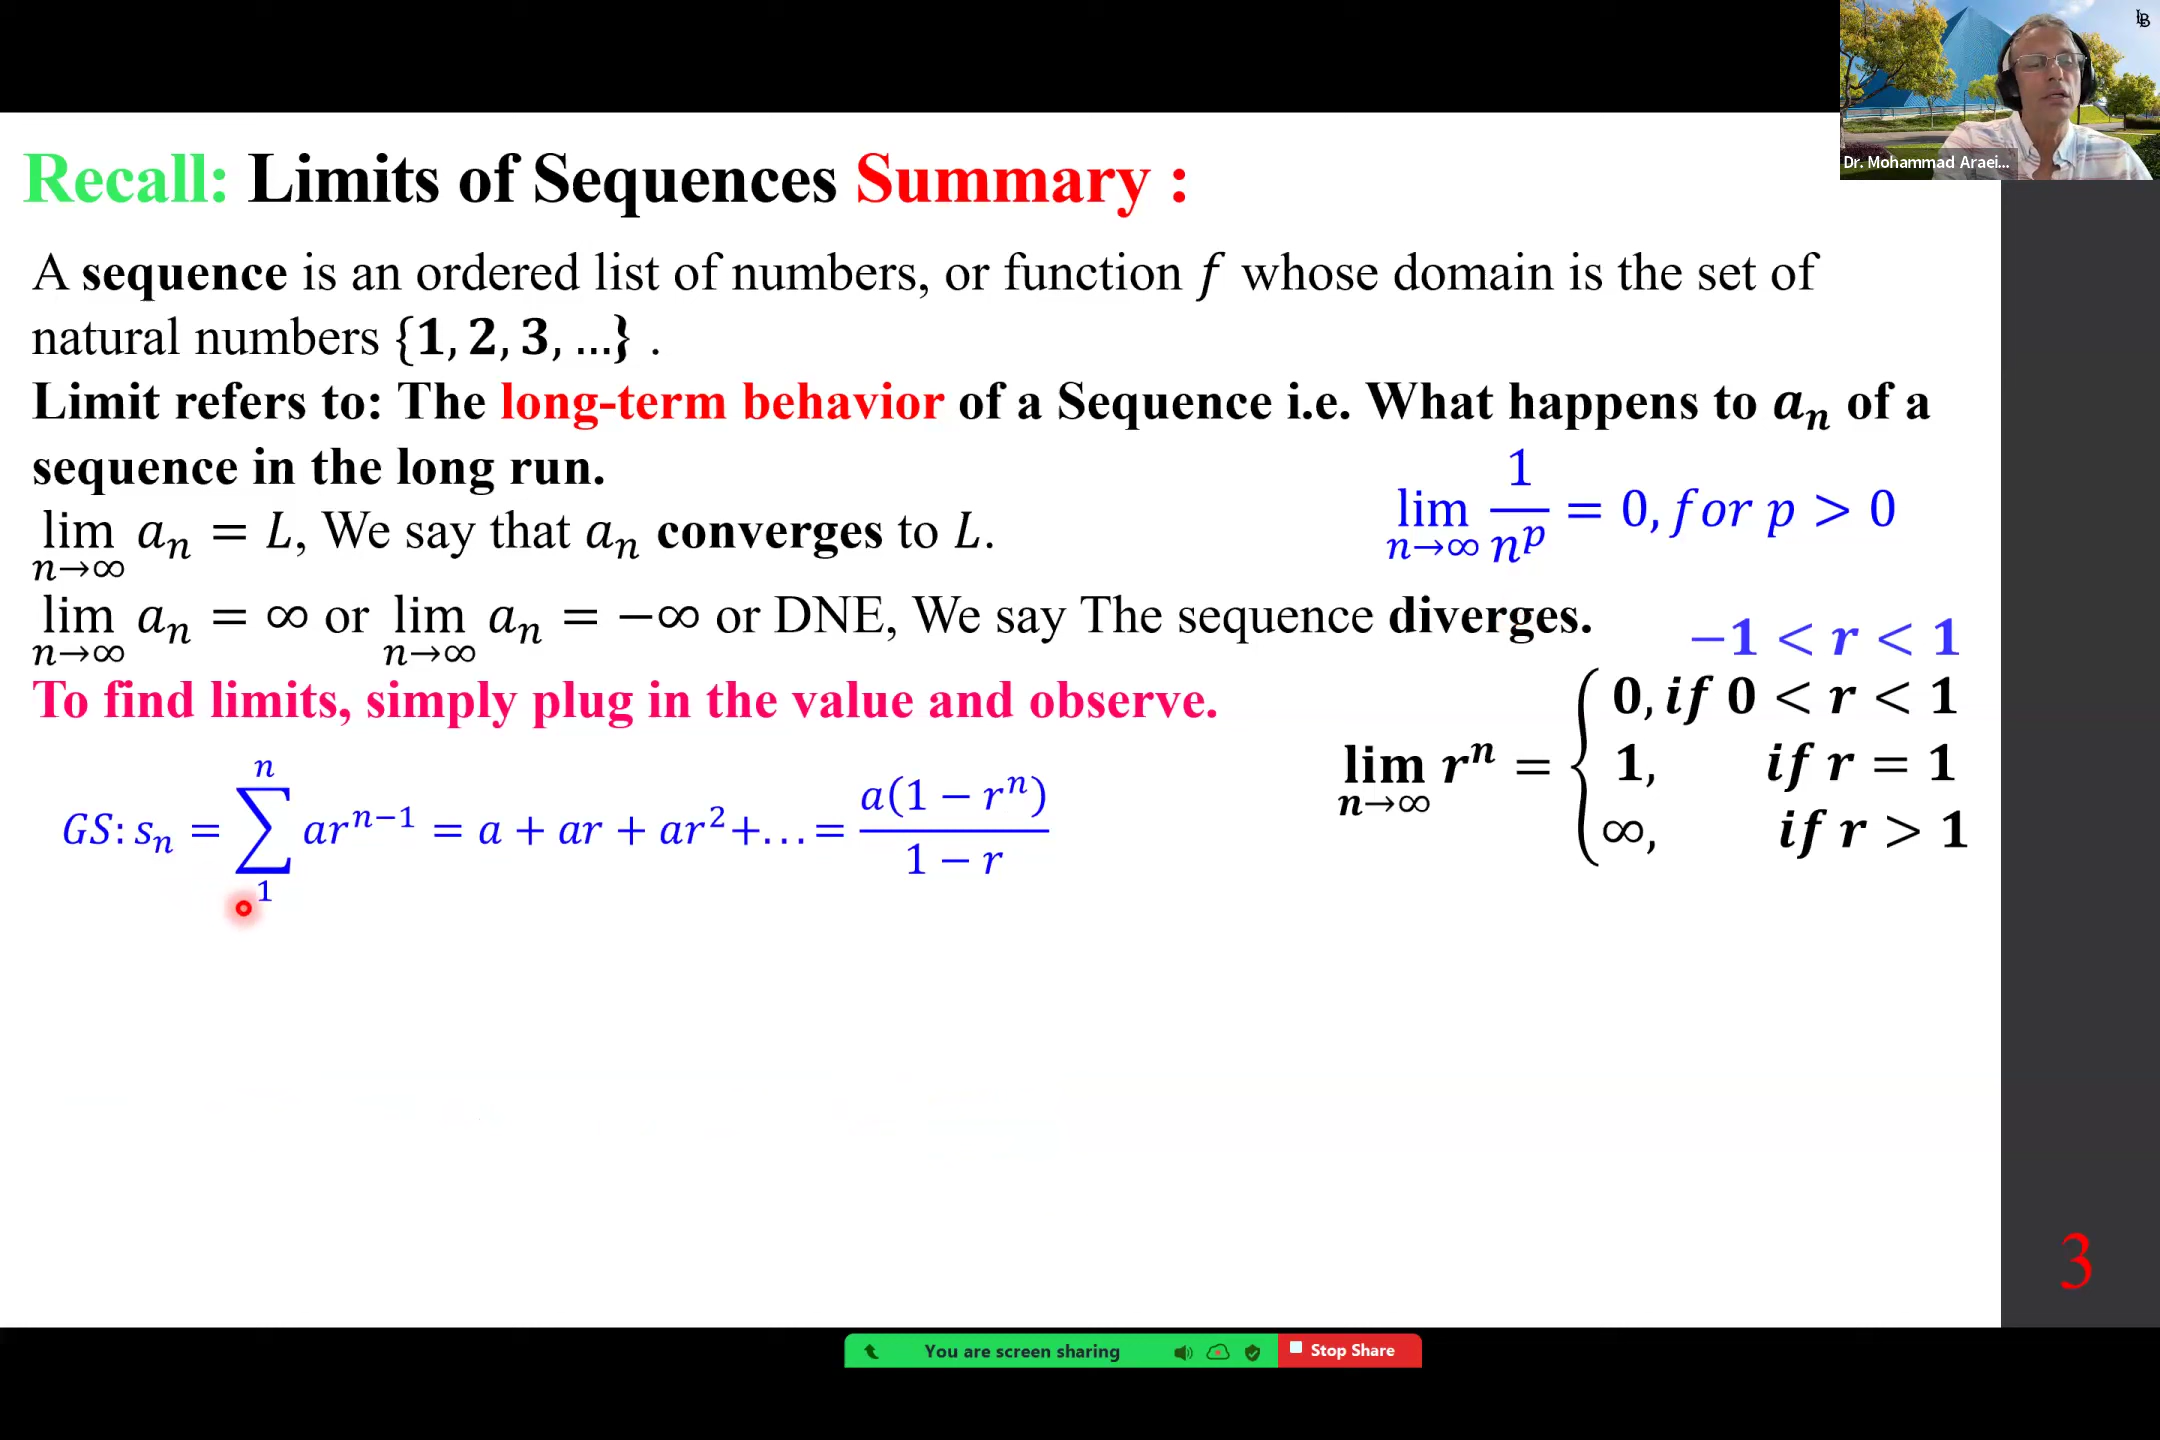 LB
Dr. Mohammad Araei...
Recall: Limits of Sequences Summary :
A sequence is an ordered list of numbers, or function f whose domain is the set of
natural numbers {1, 2, 3, ...} .
Limit refers to: The long-term behavior of a Sequence i.e. What happens to aₙ of a
sequence in the long run.
lim n→∞ aₙ = L, We say that aₙ converges to L.
lim n→∞ 1/nᵖ = 0, for p > 0
lim n→∞ aₙ = ∞ or lim n→∞ aₙ = −∞ or DNE, We say The sequence diverges.
−1 < r < 1
To find limits, simply plug in the value and observe.
lim n→∞ rⁿ = { 0, if 0 < r < 1
1, if r = 1
∞, if r > 1
GS: sₙ = ∑ 1 n arⁿ⁻¹ = a + ar + ar² +...= a(1 − rⁿ) / 1 − r
3
You are screen sharing
Stop Share